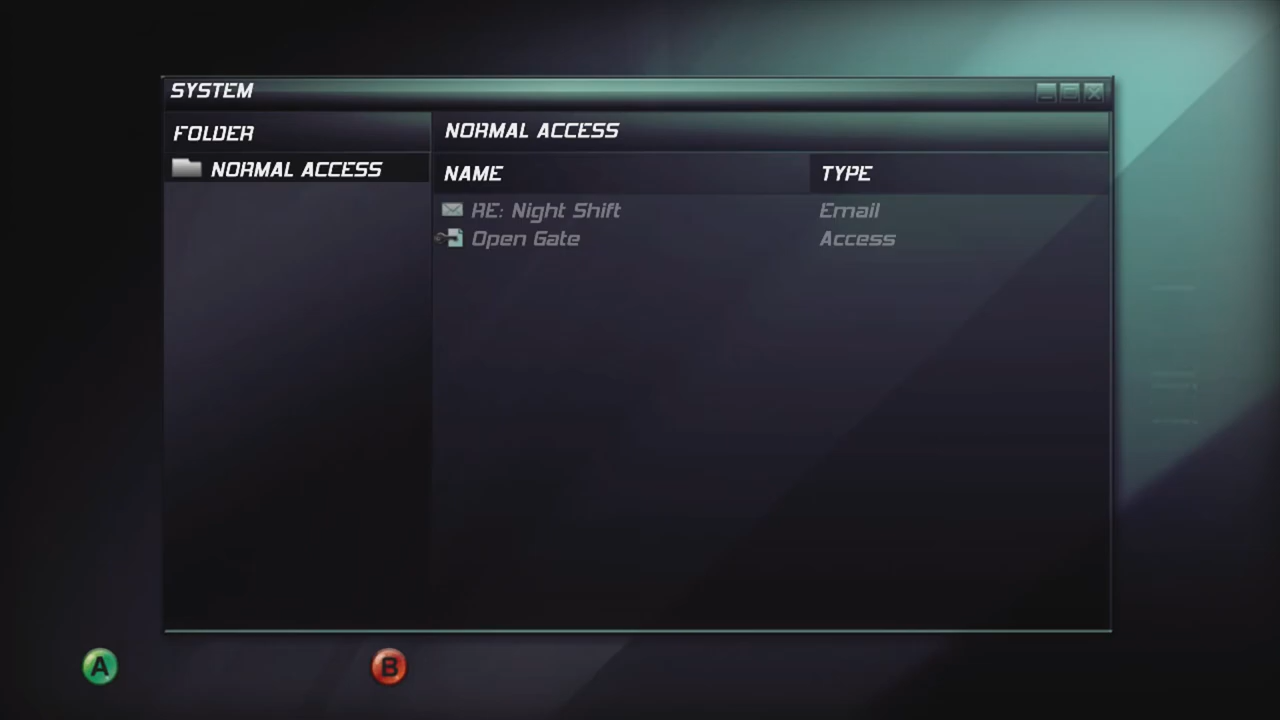 SYSTEM
FOLDER
NORMAL ACCESS
NORMAL ACCESS
NAME TYPE
RE: Night Shift Email
Open Gate Access
A B